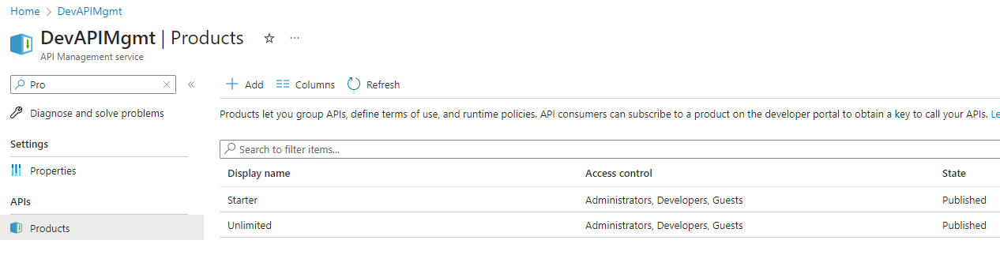 Home > DevAPIMgmt
DevAPIMgmt | Products
API Management service
Pro
Diagnose and solve problems
Settings
Properties
APIs
Products
Add Columns Refresh
Products let you group APIs, define terms of use, and runtime policies. API consumers can subscribe to a product on the developer portal to obtain a key to call your APIs. Le
Search to filter items...
Display name Access control State
Starter Administrators, Developers, Guests Published
Unlimited Administrators, Developers, Guests Published